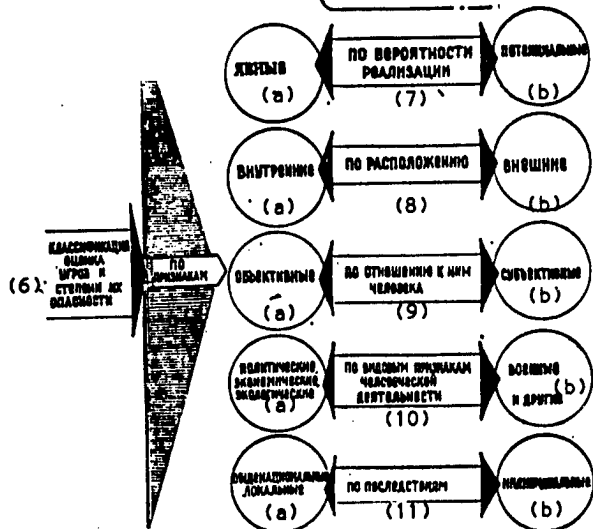 ЯВНЫЕ
(a)
ПО ВЕРОЯТНОСТИ
РЕАЛИЗАЦИИ
(7)
ПОТЕНЦИАЛЬНЫЕ
(b)
ВНУТРЕННИЕ
(a)
ПО РАСПОЛОЖЕНИЮ
(8)
ВНЕШНИЕ
(b)
(6)
КЛАССИФИКАЦИЯ
ОЦЕНКА
УГРОЗ И
СТЕПЕНИ ИХ
ОПАСНОСТИ
ПО
ПРИЗНАКАМ
ОБЪЕКТИВНЫЕ
(a)
ПО ОТНОШЕНИЮ К НИМ
ЧЕЛОВЕКА
(9)
СУБЪЕКТИВНЫЕ
(b)
ПОЛИТИЧЕСКИЕ,
ЭКОНОМИЧЕСКИЕ,
ЭКОЛОГИЧЕСКИЕ
(a)
ПО ВИДОВЫМ ПРИЗНАКАМ
ЧЕЛОВЕЧЕСКОЙ
ДЕЯТЕЛЬНОСТИ
(10)
ВОЕННЫЕ
(b)
И ДРУГИЕ
ОБЩЕНАЦИОНАЛЬНЫЕ
ЛОКАЛЬНЫЕ
(a)
ПО ПОСЛЕДСТВИЯМ
(11)
(b)